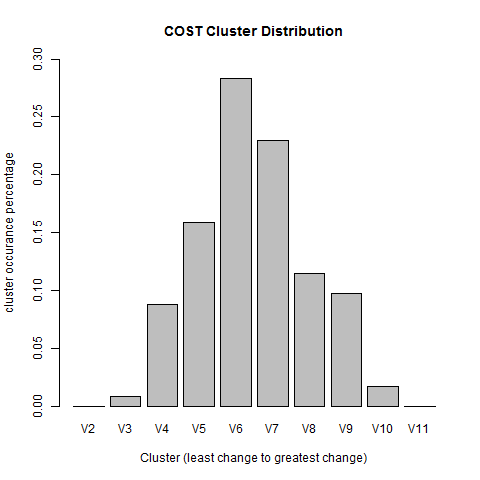 COST Cluster Distribution
cluster occurance percentage
0.30
0.25
0.20
0.15
0.10
0.05
0.00
V2 V3 V4 V5 V6 V7 V8 V9 V10 V11
Cluster (least change to greatest change)